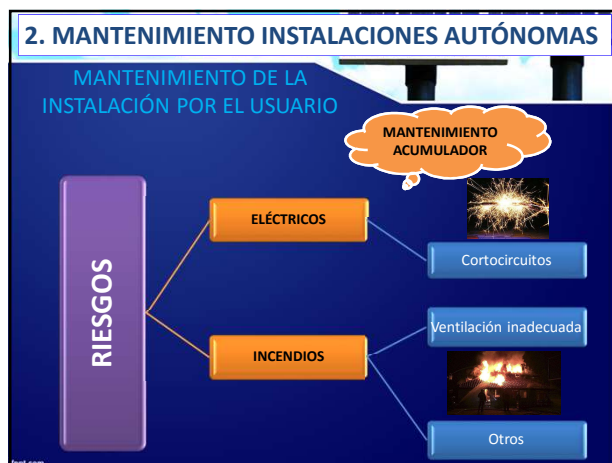 2. MANTENIMIENTO INSTALACIONES AUTÓNOMAS
MANTENIMIENTO DE LA
INSTALACIÓN POR EL USUARIO
MANTENIMIENTO
ACUMULADOR
RIESGOS
ELÉCTRICOS
Cortocircuitos
INCENDIOS
Ventilación inadecuada
Otros